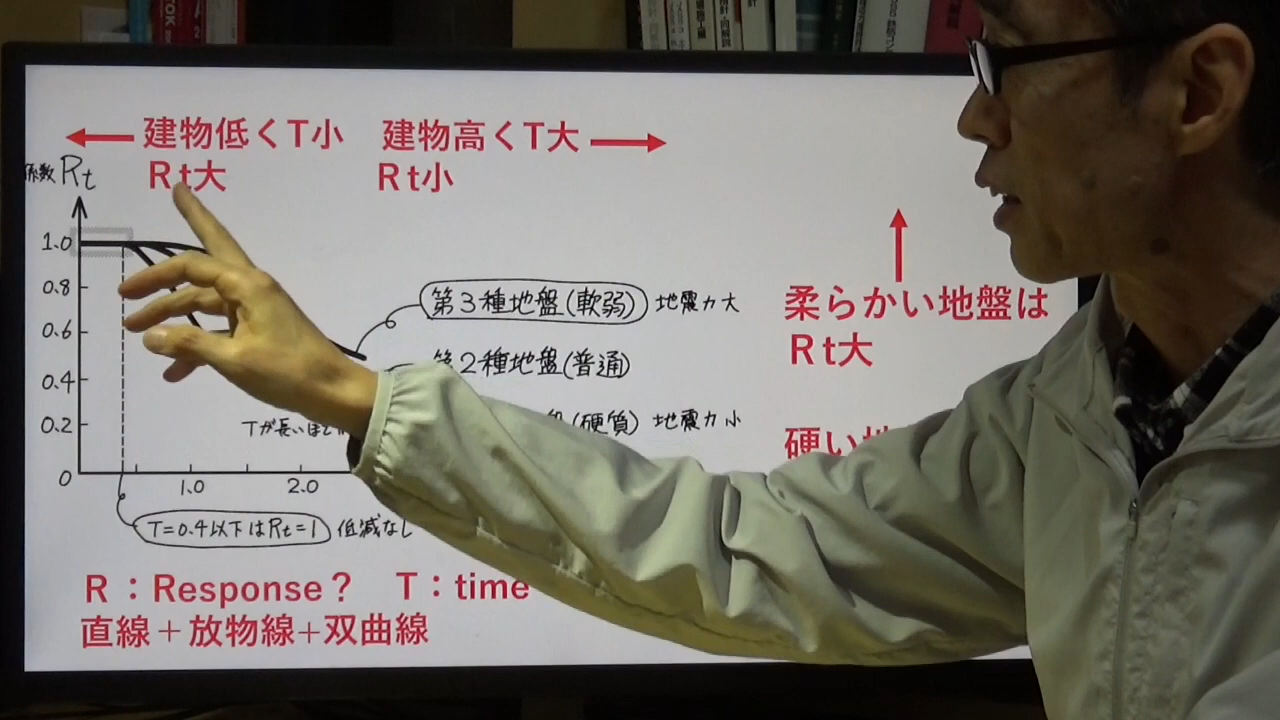 建物低くT小 建物高くT大
Rt大 Rt小
係数 Rt
1.0
0.8
0.6
0.4
0.2
0
1.0 2.0
第3種地盤(軟弱) 地震力大
第2種地盤(普通)
(硬質) 地震力小
Tが長いほど
T=0.4以下はRt=1 低減なし
柔らかい地盤は
Rt大
硬い地
R：Response？ T：time
直線＋放物線+双曲線